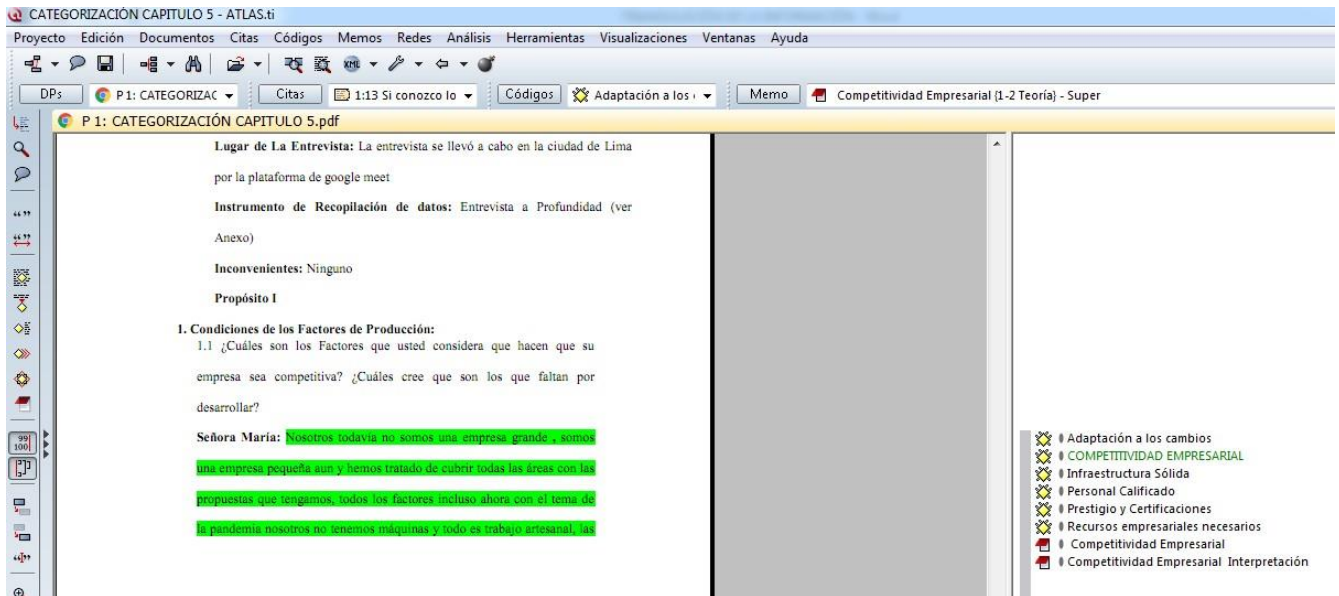 CATEGORIZACIÓN CAPITULO 5 - ATLAS.ti
Proyecto Edición Documentos Citas Códigos Memos Redes Análisis Herramientas Visualizaciones Ventanas Ayuda
XML
DPs P 1: CATEGORIZAC Citas 1:13 Si conozco lo Códigos Adaptación a los Memo Competitividad Empresarial {1-2 Teoría} - Super
P 1: CATEGORIZACIÓN CAPITULO 5.pdf
Lugar de La Entrevista: La entrevista se llevó a cabo en la ciudad de Lima
por la plataforma de google meet
Instrumento de Recopilación de datos: Entrevista a Profundidad (ver
Anexo)
Inconvenientes: Ninguno
Propósito I
1. Condiciones de los Factores de Producción:
1.1 ¿Cuáles son los Factores que usted considera que hacen que su
empresa sea competitiva? ¿Cuáles cree que son los que faltan por
desarrollar?
Señora María: Nosotros todavía no somos una empresa grande , somos
una empresa pequeña aun y hemos tratado de cubrir todas las áreas con las
propuestas que tengamos, todos los factores incluso ahora con el tema de
la pandemia nosotros no tenemos máquinas y todo es trabajo artesanal, las
99
100
Adaptación a los cambios
COMPETITIVIDAD EMPRESARIAL
Infraestructura Sólida
Personal Calificado
Prestigio y Certificaciones
Recursos empresariales necesarios
Competitividad Empresarial
Competitividad Empresarial Interpretación